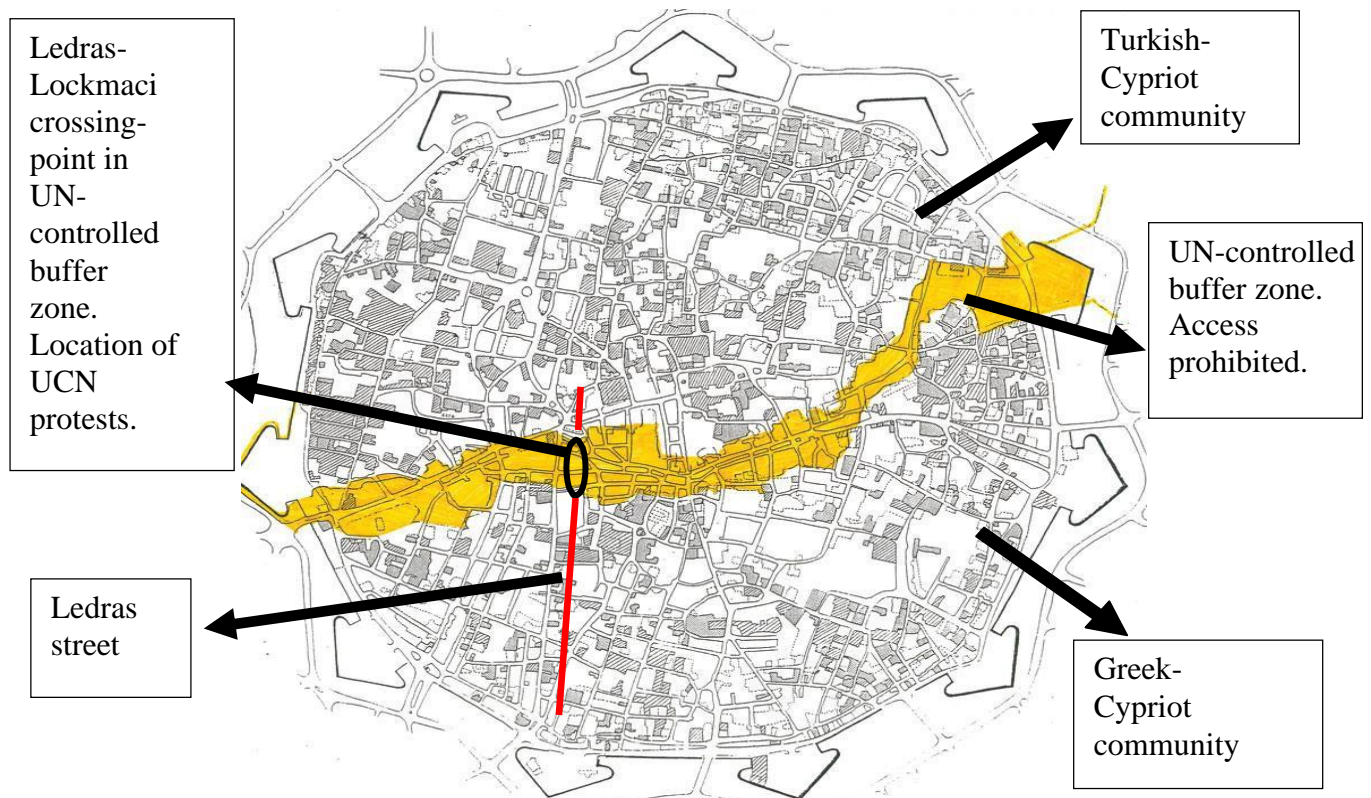 Ledras-
Lockmaci
crossing-
point in
UN-
controlled
buffer
zone.
Location of
UCN
protests.
Turkish-
Cypriot
community
UN-controlled
buffer zone.
Access
prohibited.
Ledras
street
Greek-
Cypriot
community